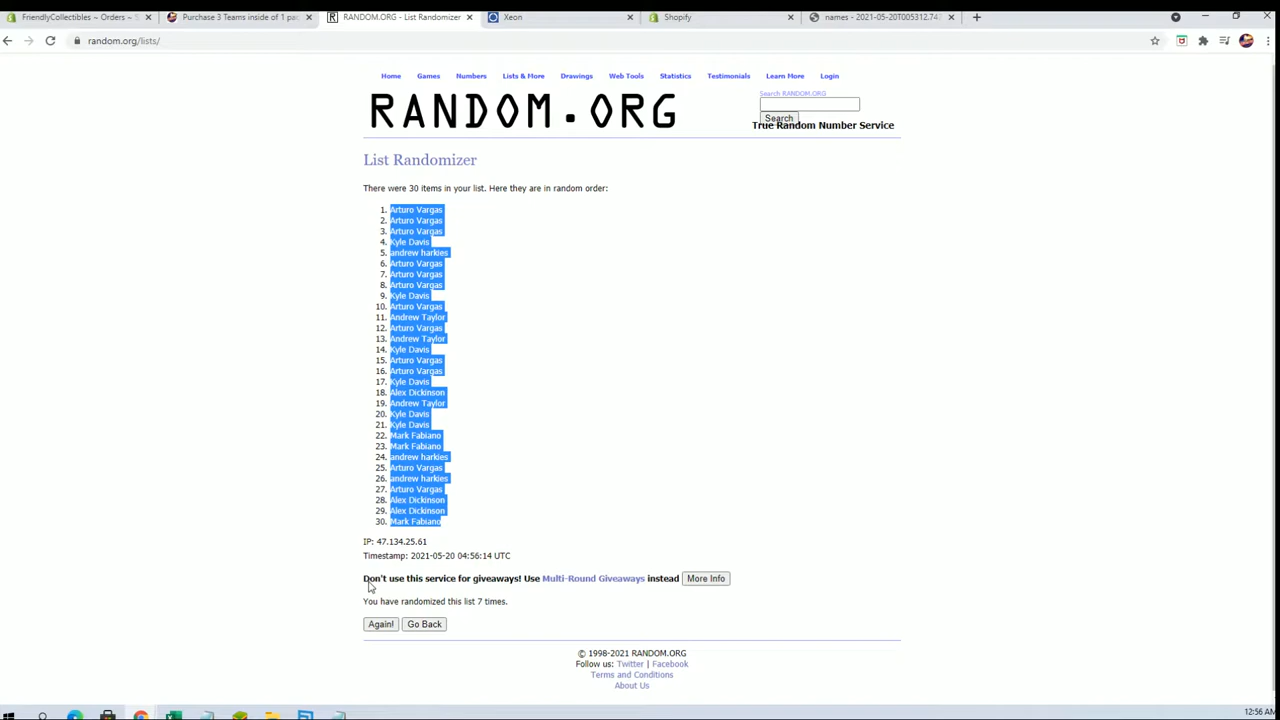 FriendlyCollectibles ~ Orders ~ S
Purchase 3 Teams inside of 1 pac
RANDOM.ORG - List Randomizer
Xeon
Shopify
names - 2021-05-20T005312.74
random.org/lists/
Home Games Numbers Lists & More Drawings Web Tools Statistics Testimonials Learn More Login
RANDOM.ORG
Search RANDOM.ORG
Search
True Random Number Service
List Randomizer
There were 30 items in your list. Here they are in random order:
1. Arturo Vargas
2. Arturo Vargas
3. Arturo Vargas
4. Kyle Davis
5. andrew harkies
6. Arturo Vargas
7. Arturo Vargas
8. Arturo Vargas
9. Kyle Davis
10. Arturo Vargas
11. Andrew Taylor
12. Arturo Vargas
13. Andrew Taylor
14. Kyle Davis
15. Arturo Vargas
16. Arturo Vargas
17. Kyle Davis
18. Alex Dickinson
19. Andrew Taylor
20. Kyle Davis
21. Kyle Davis
22. Mark Fabiano
23. Mark Fabiano
24. andrew harkies
25. Arturo Vargas
26. andrew harkies
27. Arturo Vargas
28. Alex Dickinson
29. Alex Dickinson
30. Mark Fabiano
IP: 47.134.25.61
Timestamp: 2021-05-20 04:56:14 UTC
Don't use this service for giveaways! Use Multi-Round Giveaways instead More Info
You have randomized this list 7 times.
Again! Go Back
© 1998-2021 RANDOM.ORG
Follow us: Twitter | Facebook
Terms and Conditions
About Us
12:56 AM